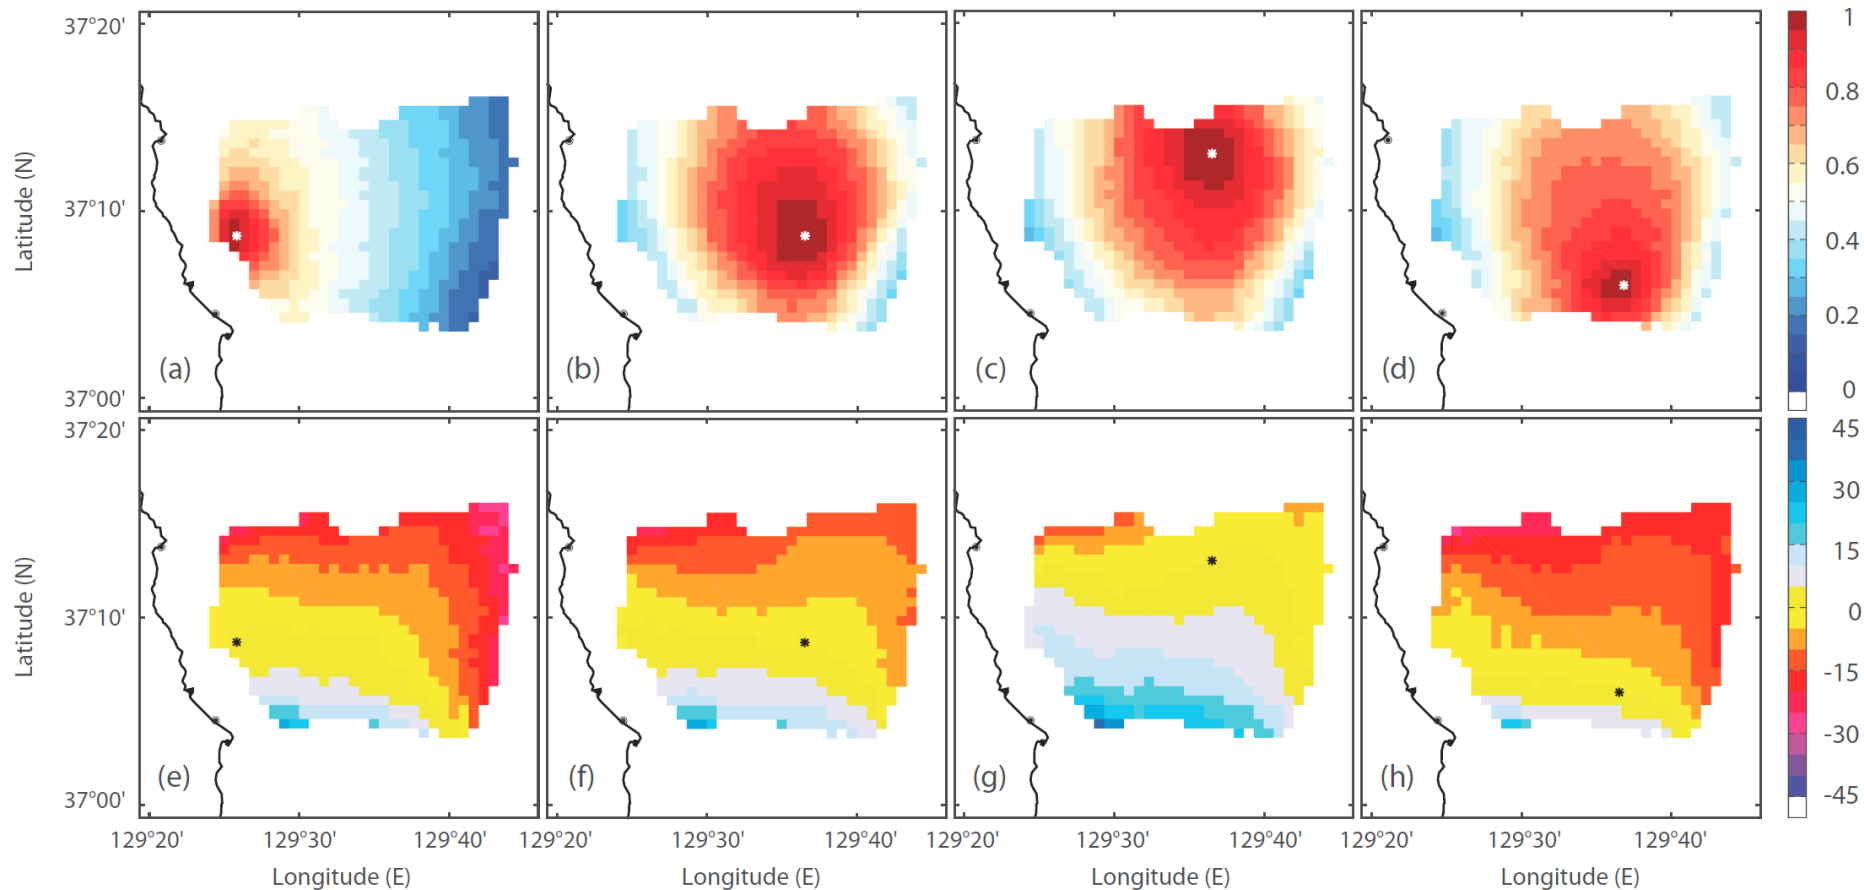 37°20'
37°10'
37°00'
Latitude (N)
(a)
(b)
(c)
(d)
1
0.8
0.6
0.4
0.2
0
37°20'
37°10'
37°00'
Latitude (N)
(e)
(f)
(g)
(h)
45
30
15
0
-15
-30
-45
129°20' 129°30' 129°40' 129°20' 129°30' 129°40' 129°20' 129°30' 129°40' 129°20' 129°30' 129°40'
Longitude (E) Longitude (E) Longitude (E) Longitude (E)